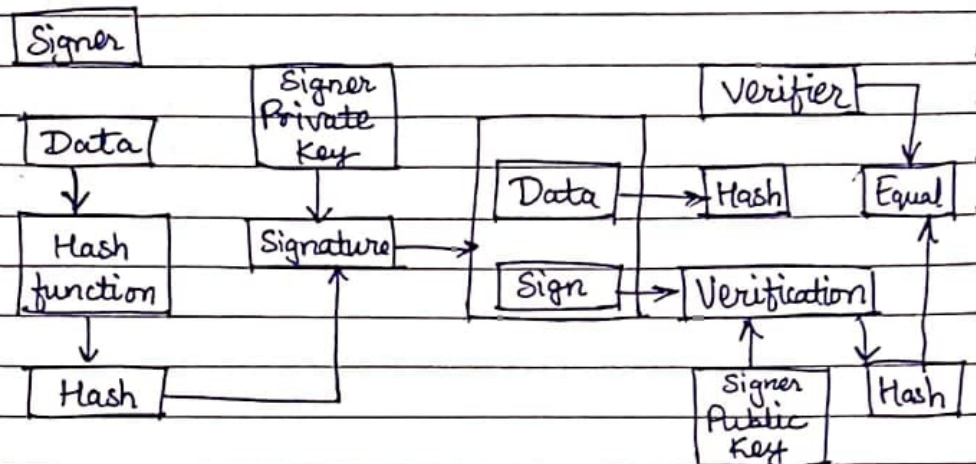 Signer
Signer
Private
Key
Verifier
Data
Data
Hash
Equal
Hash
function
Signature
Sign
Verification
Hash
Signer
Public
Key
Hash